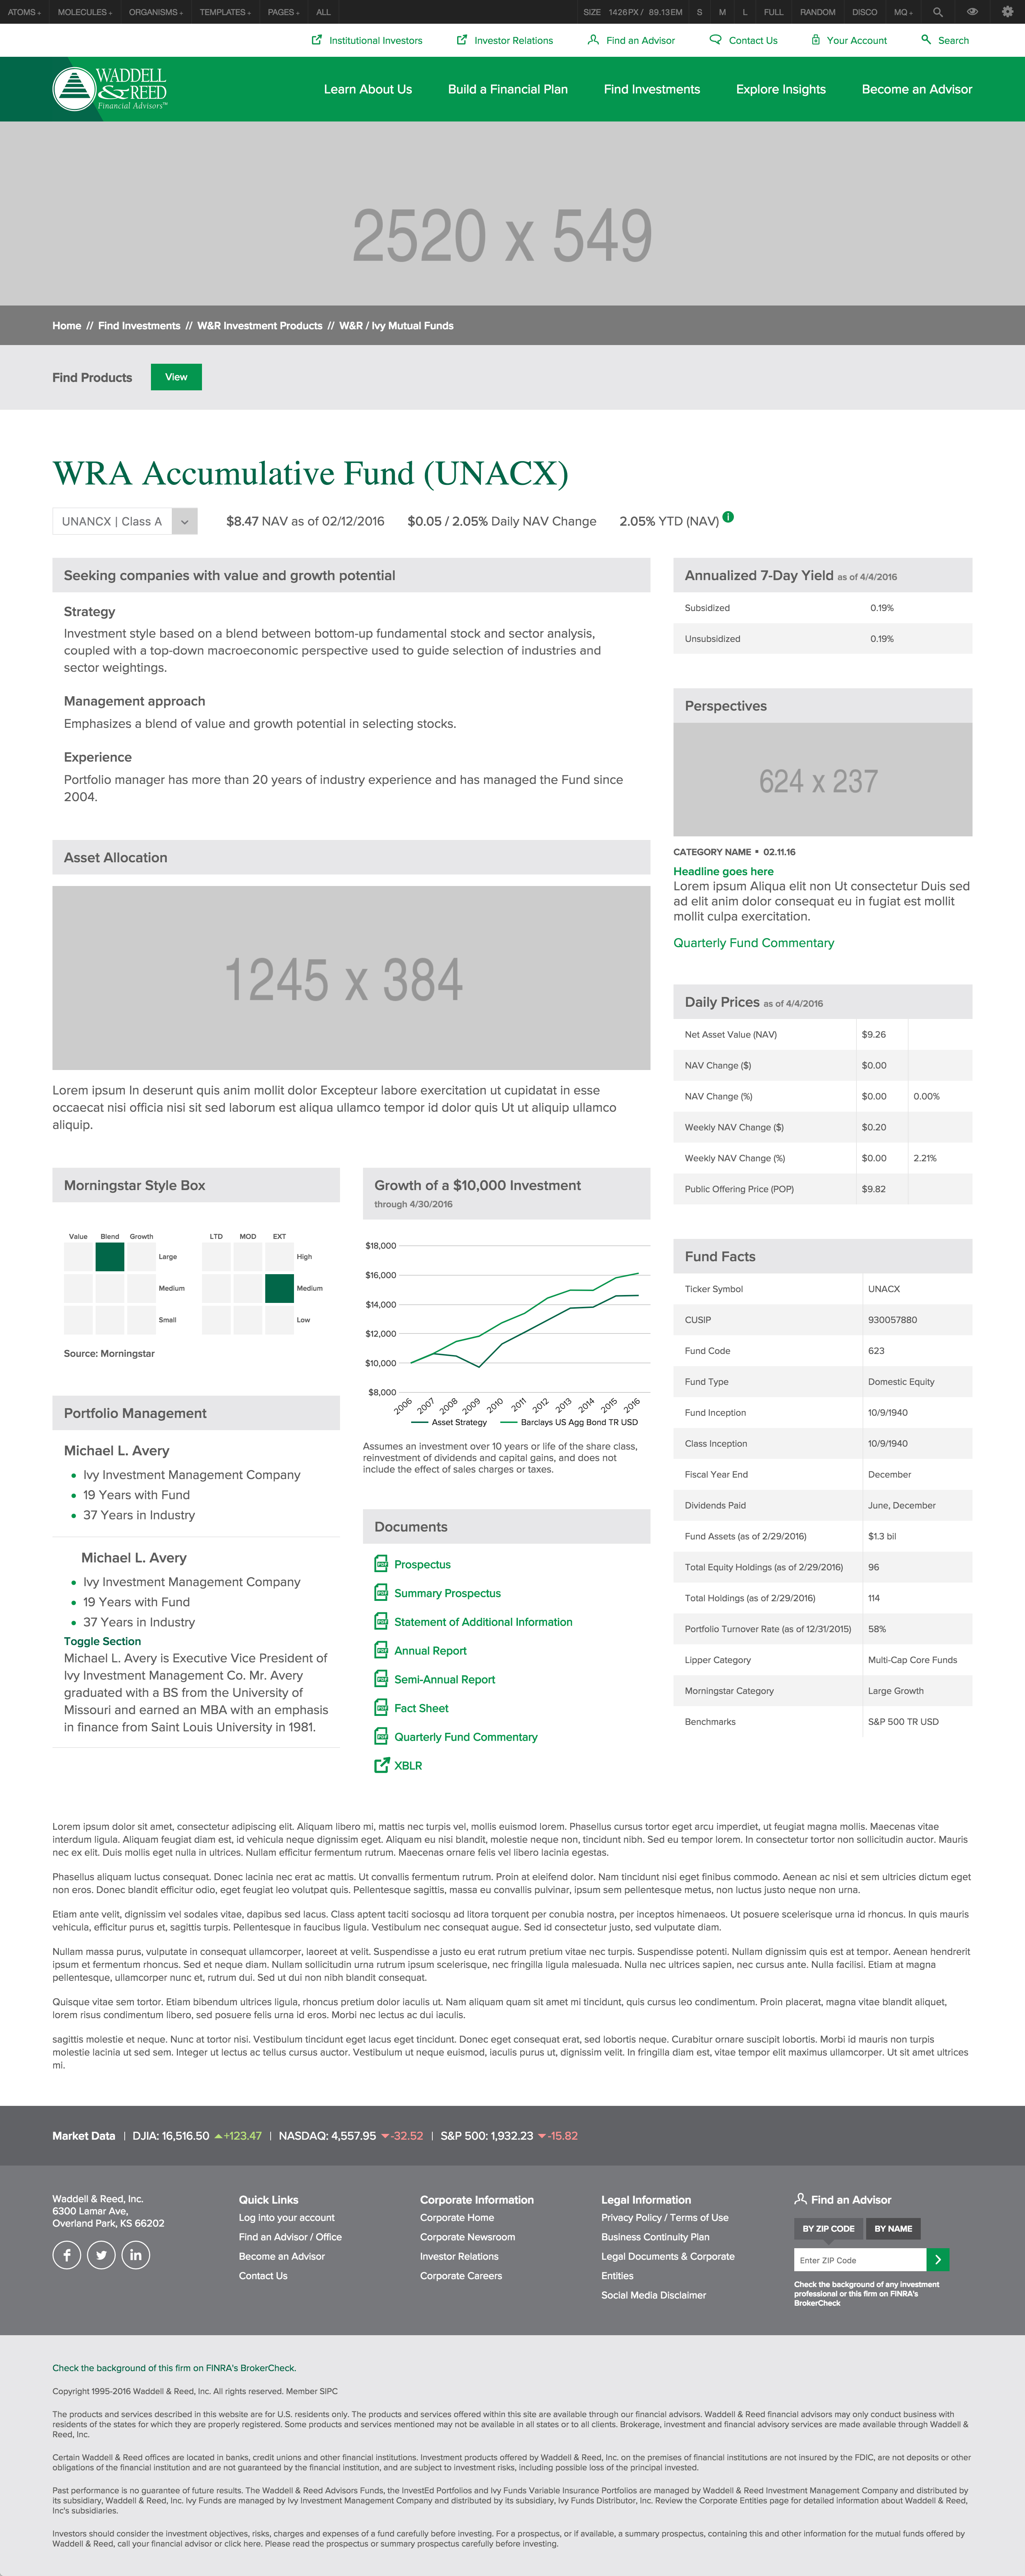 ATOMS
MOLECULES
ORGANISMS
TEMPLATES
PAGES
ALL
SIZE 1426PX / 89.13EM
S
M
L
FULL
RANDOM
DISCO
MQ
Institutional Investors
Investor Relations
Find an Advisor
Contact Us
Your Account
Search
WADDELL
&REED
Financial Advisors™
Learn About Us
Build a Financial Plan
Find Investments
Explore Insights
Become an Advisor
2520 x 549
Home // Find Investments // W&R Investment Products // W&R / Ivy Mutual Funds
Find Products
View
WRA Accumulative Fund (UNACX)
UNANCX | Class A
$8.47 NAV as of 02/12/2016
$0.05 / 2.05% Daily NAV Change
2.05% YTD (NAV)
Seeking companies with value and growth potential
Strategy
Investment style based on a blend between bottom-up fundamental stock and sector analysis,
coupled with a top-down macroeconomic perspective used to guide selection of industries and
sector weightings.
Management approach
Emphasizes a blend of value and growth potential in selecting stocks.
Experience
Portfolio manager has more than 20 years of industry experience and has managed the Fund since
2004.
Asset Allocation
1245 x 384
Lorem ipsum In deserunt quis anim mollit dolor Excepteur labore exercitation ut cupidatat in esse
occaecat nisi officia nisi sit sed laborum est aliqua ullamco tempor id dolor quis Ut ut aliquip ullamco
aliquip.
Morningstar Style Box
Value Blend Growth
Large
Medium
Small
LTD MOD EXT
High
Medium
Low
Source: Morningstar
Portfolio Management
Michael L. Avery
Ivy Investment Management Company
19 Years with Fund
37 Years in Industry
Michael L. Avery
Ivy Investment Management Company
19 Years with Fund
37 Years in Industry
Toggle Section
Michael L. Avery is Executive Vice President of
Ivy Investment Management Co. Mr. Avery
graduated with a BS from the University of
Missouri and earned an MBA with an emphasis
in finance from Saint Louis University in 1981.
Growth of a $10,000 Investment
through 4/30/2016
$18,000
$16,000
$14,000
$12,000
$10,000
$8,000
2006 2007 2008 2009 2010 2011 2012 2013 2014 2015 2016
Asset Strategy
Barclays US Agg Bond TR USD
Assumes an investment over 10 years or life of the share class,
reinvestment of dividends and capital gains, and does not
include the effect of sales charges or taxes.
Documents
Prospectus
Summary Prospectus
Statement of Additional Information
Annual Report
Semi-Annual Report
Fact Sheet
Quarterly Fund Commentary
XBLR
Annualized 7-Day Yield as of 4/4/2016
Subsidized 0.19%
Unsubsidized 0.19%
Perspectives
624 x 237
CATEGORY NAME • 02.11.16
Headline goes here
Lorem ipsum Aliqua elit non Ut consectetur Duis sed
ad elit anim dolor consequat eu in fugiat est mollit
mollit culpa exercitation.
Quarterly Fund Commentary
Daily Prices as of 4/4/2016
Net Asset Value (NAV) $9.26
NAV Change ($) $0.00
NAV Change (%) $0.00 0.00%
Weekly NAV Change ($) $0.20
Weekly NAV Change (%) $0.00 2.21%
Public Offering Price (POP) $9.82
Fund Facts
Ticker Symbol UNACX
CUSIP 930057880
Fund Code 623
Fund Type Domestic Equity
Fund Inception 10/9/1940
Class Inception 10/9/1940
Fiscal Year End December
Dividends Paid June, December
Fund Assets (as of 2/29/2016) $1.3 bil
Total Equity Holdings (as of 2/29/2016) 96
Total Holdings (as of 2/29/2016) 114
Portfolio Turnover Rate (as of 12/31/2015) 58%
Lipper Category Multi-Cap Core Funds
Morningstar Category Large Growth
Benchmarks S&P 500 TR USD
Lorem ipsum dolor sit amet, consectetur adipiscing elit. Aliquam libero mi, mattis nec turpis vel, mollis euismod lorem. Phasellus cursus tortor eget arcu imperdiet, ut feugiat magna mollis. Maecenas vitae
interdum ligula. Aliquam feugiat diam est, id vehicula neque dignissim eget. Aliquam eu nisi blandit, molestie neque non, tincidunt nibh. Sed eu tempor lorem. In consectetur tortor non sollicitudin auctor. Mauris
nec ex elit. Duis mollis eget nulla in ultrices. Nullam efficitur fermentum rutrum. Maecenas ornare felis vel libero lacinia egestas.
Phasellus aliquam luctus consequat. Donec lacinia nec erat ac mattis. Ut convallis fermentum rutrum. Proin at eleifend dolor. Nam tincidunt nisi eget finibus commodo. Aenean ac nisi et sem ultricies dictum eget
non eros. Donec blandit efficitur odio, eget feugiat leo volutpat quis. Pellentesque sagittis, massa eu convallis pulvinar, ipsum sem pellentesque metus, non luctus justo neque non urna.
Etiam ante velit, dignissim vel sodales vitae, dapibus sed lacus. Class aptent taciti sociosqu ad litora torquent per conubia nostra, per inceptos himenaeos. Ut posuere scelerisque urna id rhoncus. In quis mauris
vehicula, efficitur purus et, sagittis turpis. Pellentesque in faucibus ligula. Vestibulum nec consequat augue. Sed id consectetur justo, sed vulputate diam.
Nullam massa purus, vulputate in consequat ullamcorper, laoreet at velit. Suspendisse a justo eu erat rutrum pretium vitae nec turpis. Suspendisse potenti. Nullam dignissim quis est at tempor. Aenean hendrerit
ipsum et fermentum rhoncus. Sed et neque diam. Nullam sollicitudin urna rutrum ipsum scelerisque, nec fringilla ligula malesuada. Nulla nec ultrices sapien, nec cursus ante. Nulla facilisi. Etiam at magna
pellentesque, ullamcorper nunc et, rutrum dui. Sed ut dui non nibh blandit consequat.
Quisque vitae sem tortor. Etiam bibendum ultrices ligula, rhoncus pretium dolor iaculis ut. Nam aliquam quam sit amet mi tincidunt, quis cursus leo condimentum. Proin placerat, magna vitae blandit aliquet,
lorem risus condimentum libero, sed posuere felis urna id eros. Morbi nec lectus ac dui iaculis.
sagittis molestie et neque. Nunc at tortor nisi. Vestibulum tincidunt eget lacus eget tincidunt. Donec eget consequat erat, sed lobortis neque. Curabitur ornare suscipit lobortis. Morbi id mauris non turpis
molestie lacinia ut sed sem. Integer ut lectus ac tellus cursus auctor. Vestibulum ut neque euismod, iaculis purus ut, dignissim velit. In fringilla diam est, vitae tempor elit maximus ullamcorper. Ut sit amet ultrices
mi.
Market Data | DJIA: 16,516.50 +123.47 | NASDAQ: 4,557.95 -32.52 | S&P 500: 1,932.23 -15.82
Waddell & Reed, Inc.
6300 Lamar Ave,
Overland Park, KS 66202
Quick Links
Log into your account
Find an Advisor / Office
Become an Advisor
Contact Us
Corporate Information
Corporate Home
Corporate Newsroom
Investor Relations
Corporate Careers
Legal Information
Privacy Policy / Terms of Use
Business Continuity Plan
Legal Documents & Corporate
Entities
Social Media Disclaimer
Find an Advisor
BY ZIP CODE
BY NAME
Enter ZIP Code
Check the background of any investment
professional or this firm on FINRA's
BrokerCheck
Check the background of this firm on FINRA's BrokerCheck.
Copyright 1995-2016 Waddell & Reed, Inc. All rights reserved. Member SIPC
The products and services described in this website are for U.S. residents only. The products and services offered within this site are available through our financial advisors. Waddell & Reed financial advisors may only conduct business with
residents of the states for which they are properly registered. Some products and services mentioned may not be available in all states or to all clients. Brokerage, investment and financial advisory services are made available through Waddell &
Reed, Inc.
Certain Waddell & Reed offices are located in banks, credit unions and other financial institutions. Investment products offered by Waddell & Reed, Inc. on the premises of financial institutions are not insured by the FDIC, are not deposits or other
obligations of the financial institution and are not guaranteed by the financial institution, and are subject to investment risks, including possible loss of the principal invested.
Past performance is no guarantee of future results. The Waddell & Reed Advisors Funds, the InvestEd Portfolios and Ivy Funds Variable Insurance Portfolios are managed by Waddell & Reed Investment Management Company and distributed by
its subsidiary, Waddell & Reed, Inc. Ivy Funds are managed by Ivy Investment Management Company and distributed by its subsidiary, Ivy Funds Distributor, Inc. Review the Corporate Entities page for detailed information about Waddell & Reed,
Inc's subsidiaries.
Investors should consider the investment objectives, risks, charges and expenses of a fund carefully before investing. For a prospectus, or if available, a summary prospectus, containing this and other information for the mutual funds offered by
Waddell & Reed, call your financial advisor or click here. Please read the prospectus or summary prospectus carefully before investing.